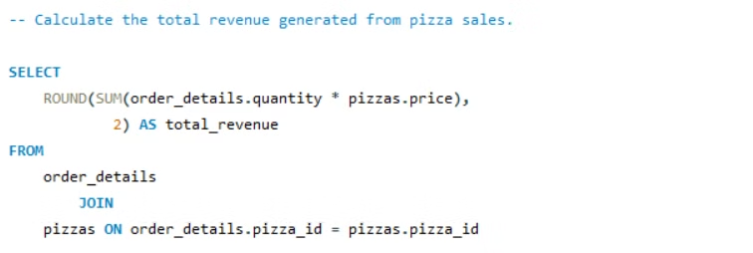 -- Calculate the total revenue generated from pizza sales.
SELECT
ROUND(SUM(order_details.quantity * pizzas.price),
2) AS total_revenue
FROM
order_details
JOIN
pizzas ON order_details.pizza_id = pizzas.pizza_id